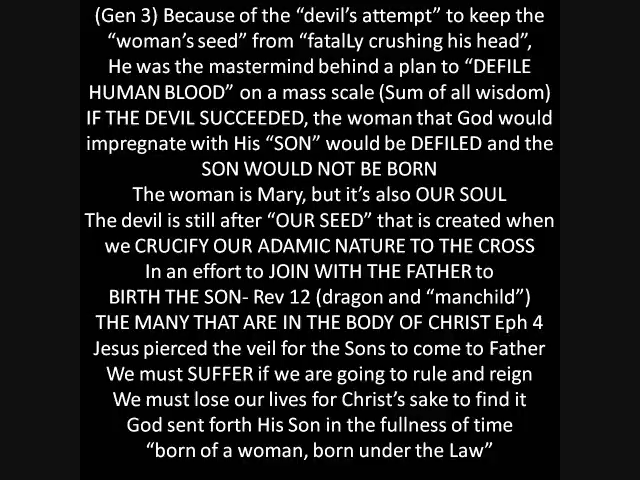 (Gen 3) Because of the “devil’s attempt” to keep the
“woman’s seed” from “fatalLy crushing his head”,
He was the mastermind behind a plan to “DEFILE
HUMAN BLOOD” on a mass scale (Sum of all wisdom)
IF THE DEVIL SUCCEEDED, the woman that God would
impregnate with His “SON” would be DEFILED and the
SON WOULD NOT BE BORN
The woman is Mary, but it’s also OUR SOUL
The devil is still after “OUR SEED” that is created when
we CRUCIFY OUR ADAMIC NATURE TO THE CROSS
In an effort to JOIN WITH THE FATHER to
BIRTH THE SON- Rev 12 (dragon and “manchild”)
THE MANY THAT ARE IN THE BODY OF CHRIST Eph 4
Jesus pierced the veil for the Sons to come to Father
We must SUFFER if we are going to rule and reign
We must lose our lives for Christ’s sake to find it
God sent forth His Son in the fullness of time
“born of a woman, born under the Law”